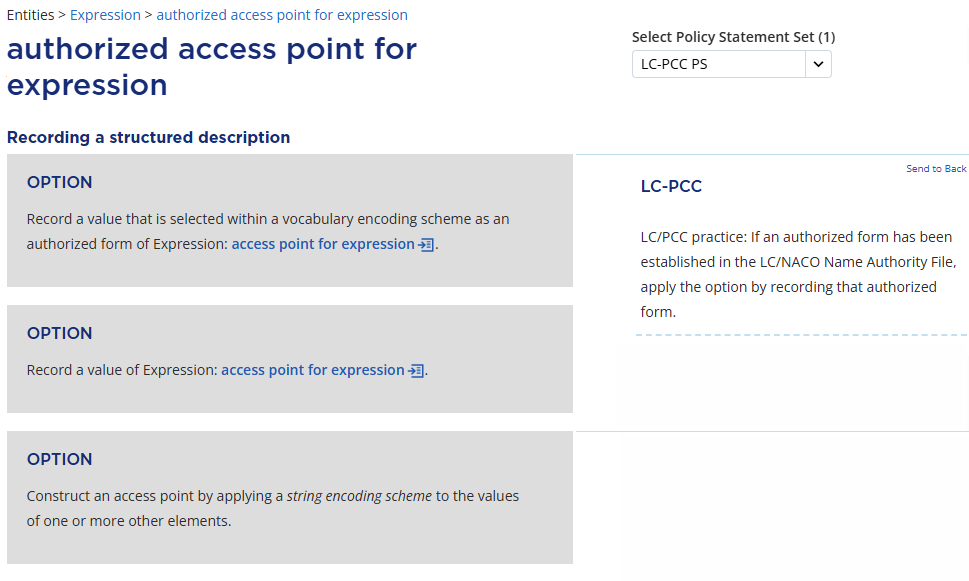 Entities > Expression > authorized access point for expression
authorized access point for
expression
Select Policy Statement Set (1)
LC-PCC PS
Recording a structured description
OPTION
Record a value that is selected within a vocabulary encoding scheme as an
authorized form of Expression: access point for expression.
Send to Back
LC-PCC
LC/PCC practice: If an authorized form has been
established in the LC/NACO Name Authority File,
apply the option by recording that authorized
form.
OPTION
Record a value of Expression: access point for expression.
OPTION
Construct an access point by applying a string encoding scheme to the values
of one or more other elements.